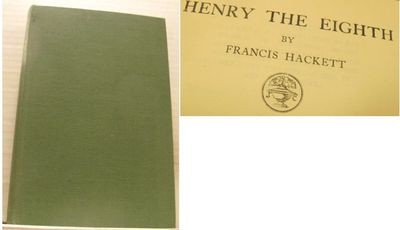 HENRY THE EIGHTH
BY
FRANCIS HACKETT